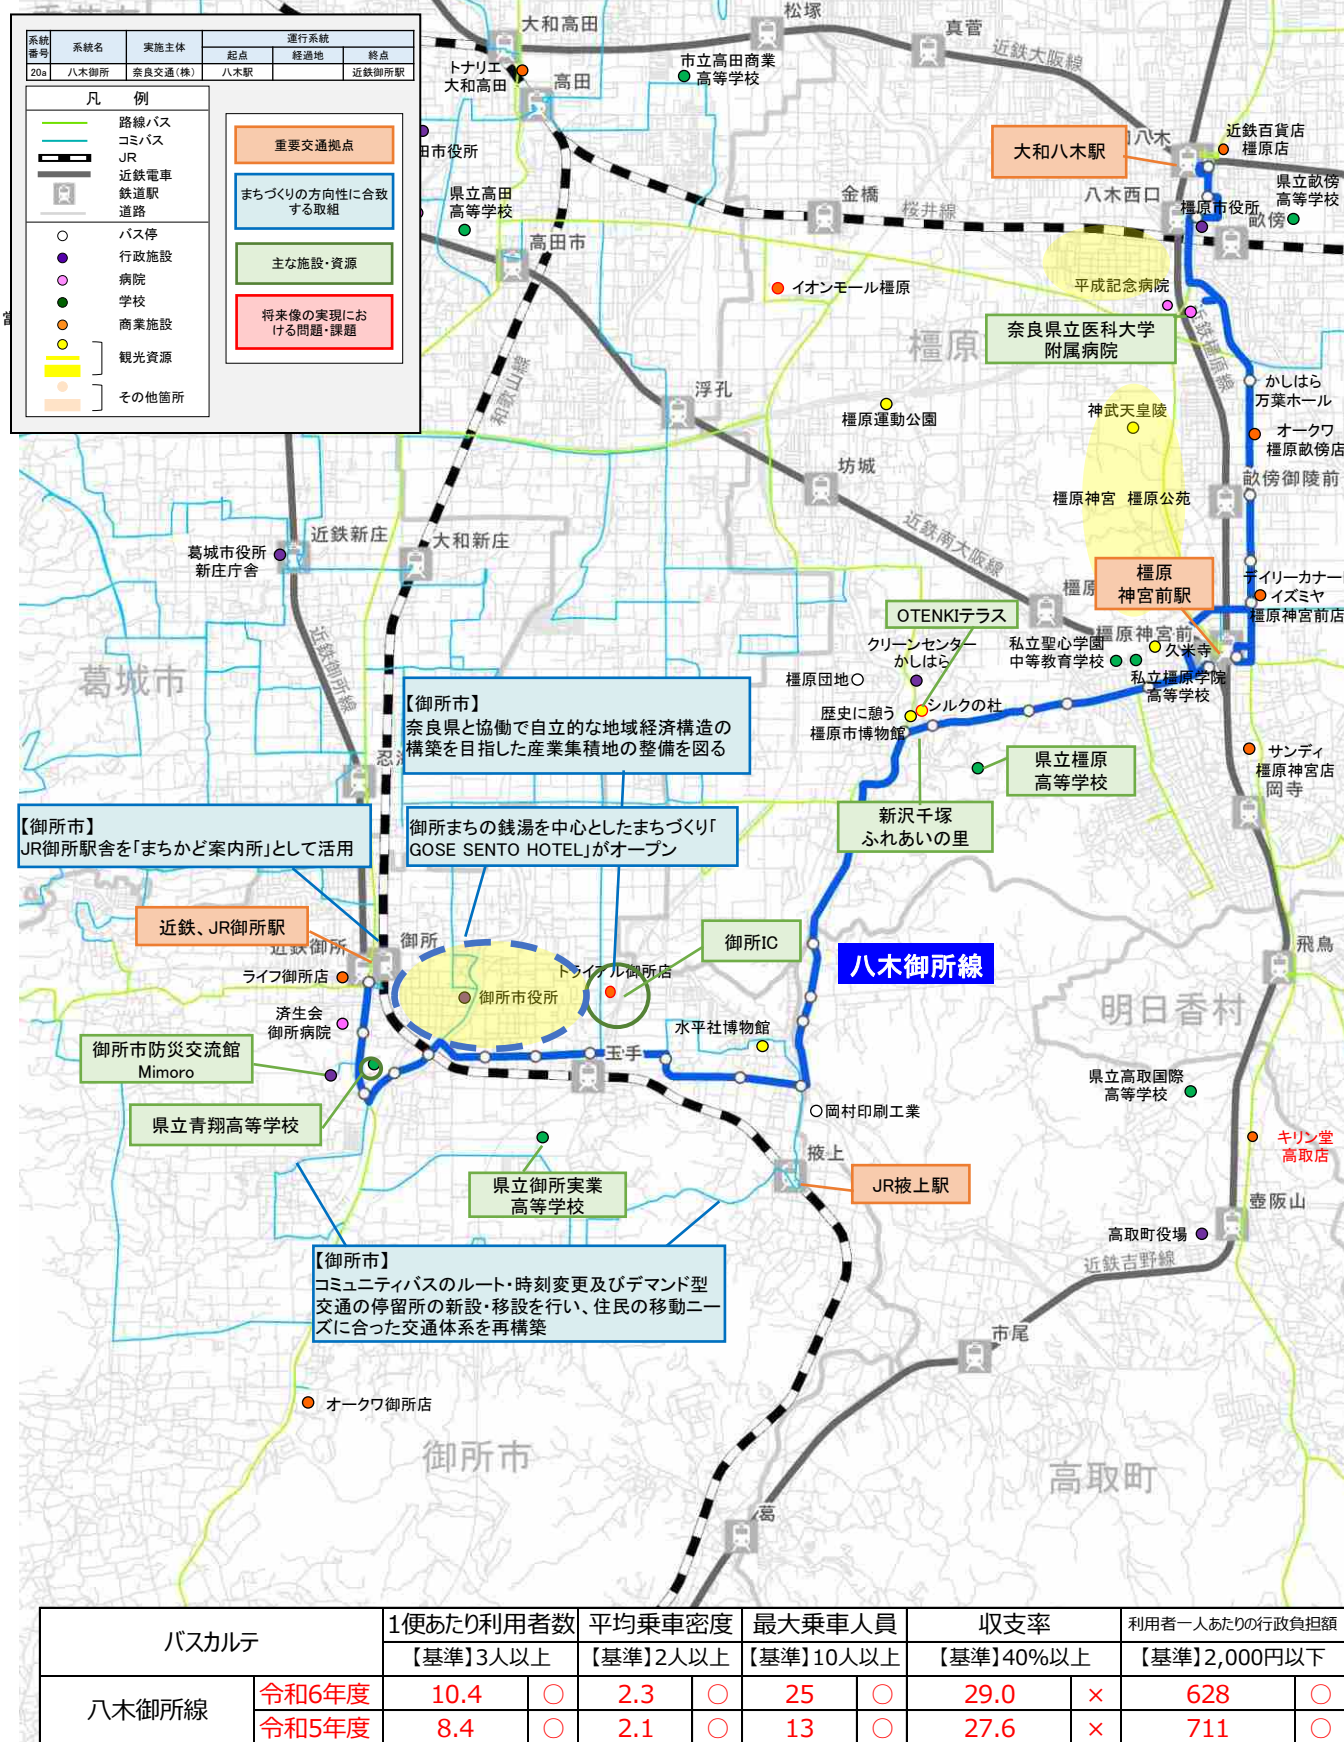 系統番号 系統名 実施主体 運行系統
起点 経過地 終点
20a 八木御所 奈良交通(株) 八木駅 近鉄御所駅
凡 例
路線バス
コミバス
JR
近鉄電車
鉄道駅
道路
バス停
行政施設
病院
学校
商業施設
観光資源
その他箇所
重要交通拠点
まちづくりの方向性に合致
する取組
主な施設・資源
将来像の実現にお
ける問題・課題
大和高田
松塚
真菅
近鉄大阪線
トナリエ
大和高田
高田
市立高田商業
高等学校
田市役所
県立高田
高等学校
高田市
金橋
桜井線
大和八木駅
八木
近鉄百貨店
橿原店
八木西口
橿原市役所
県立畝傍
高等学校
畝傍
イオンモール橿原
平成記念病院
奈良県立医科大学
附属病院
近鉄橿原線
橿原
和歌山線
浮孔
橿原運動公園
神武天皇陵
かしはら
万葉ホール
オークワ
橿原畝傍店
坊城
橿原神宮 橿原公苑
畝傍御陵前
近鉄南大阪線
近鉄新庄
大和新庄
葛城市役所
新庄庁舎
橿原
神宮前駅
デイリーカナート
イズミヤ
橿原神宮前店
OTENKIテラス
クリーンセンター
かしはら
私立聖心学園
中等教育学校
橿原神宮前
久米寺
私立橿原学院
高等学校
橿原団地
シルクの杜
歴史に憩う
橿原市博物館
近鉄御所線
葛城市
【御所市】
奈良県と協働で自立的な地域経済構造の
構築を目指した産業集積地の整備を図る
県立橿原
高等学校
サンディ
橿原神宮店
岡寺
新沢千塚
ふれあいの里
【御所市】
JR御所駅舎を「まちかど案内所」として活用
御所まちの銭湯を中心としたまちづくり「
GOSE SENTO HOTEL」がオープン
近鉄、JR御所駅
近鉄御所
御所
御所IC
八木御所線
飛鳥
ライフ御所店
トライアル御所店
御所市役所
明日香村
済生会
御所病院
水平社博物館
御所市防災交流館
Mimoro
玉手
県立高取国際
高等学校
県立青翔高等学校
岡村印刷工業
キリン堂
高取店
掖上
県立御所実業
高等学校
JR掖上駅
壺阪山
高取町役場
近鉄吉野線
【御所市】
コミュニティバスのルート・時刻変更及びデマンド型
交通の停留所の新設・移設を行い、住民の移動ニー
ズに合った交通体系を再構築
市尾
オークワ御所店
御所市
高取町
葛
バスカルテ 1便あたり利用者数 平均乗車密度 最大乗車人員 収支率 利用者一人あたりの行政負担額
【基準】3人以上 【基準】2人以上 【基準】10人以上 【基準】40%以上 【基準】2,000円以下
八木御所線 令和6年度 10.4 ○ 2.3 ○ 25 ○ 29.0 × 628 ○
令和5年度 8.4 ○ 2.1 ○ 13 ○ 27.6 × 711 ○